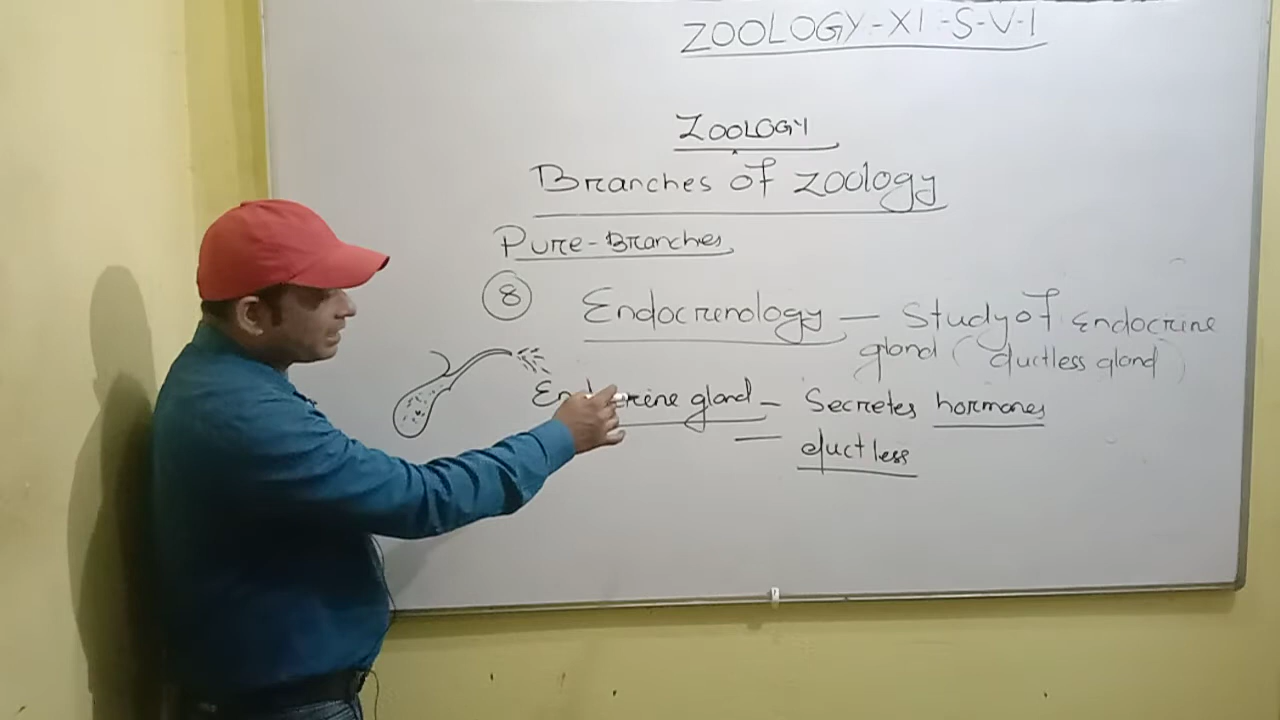 ZOOLOGY-XI-S-V-1
ZOOLOGY
Branches of zoology
Pure-Branches
8 Endocrenology — Study of Endocrine
gland (ductless gland)
gland — Secretes hormones
— ductless